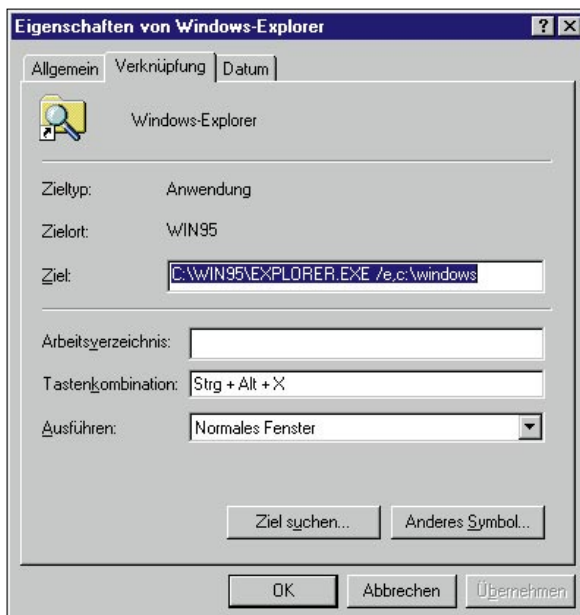 Eigenschaften von Windows-Explorer
Allgemein Verknüpfung Datum
Windows-Explorer
Zieltyp: Anwendung
Zielort: WIN95
Ziel: C:\WIN95\EXPLORER.EXE /e,c:\windows
Arbeitsverzeichnis:
Tastenkombination: Strg + Alt + X
Ausführen: Normales Fenster
Ziel suchen... Anderes Symbol...
OK Abbrechen Übernehmen